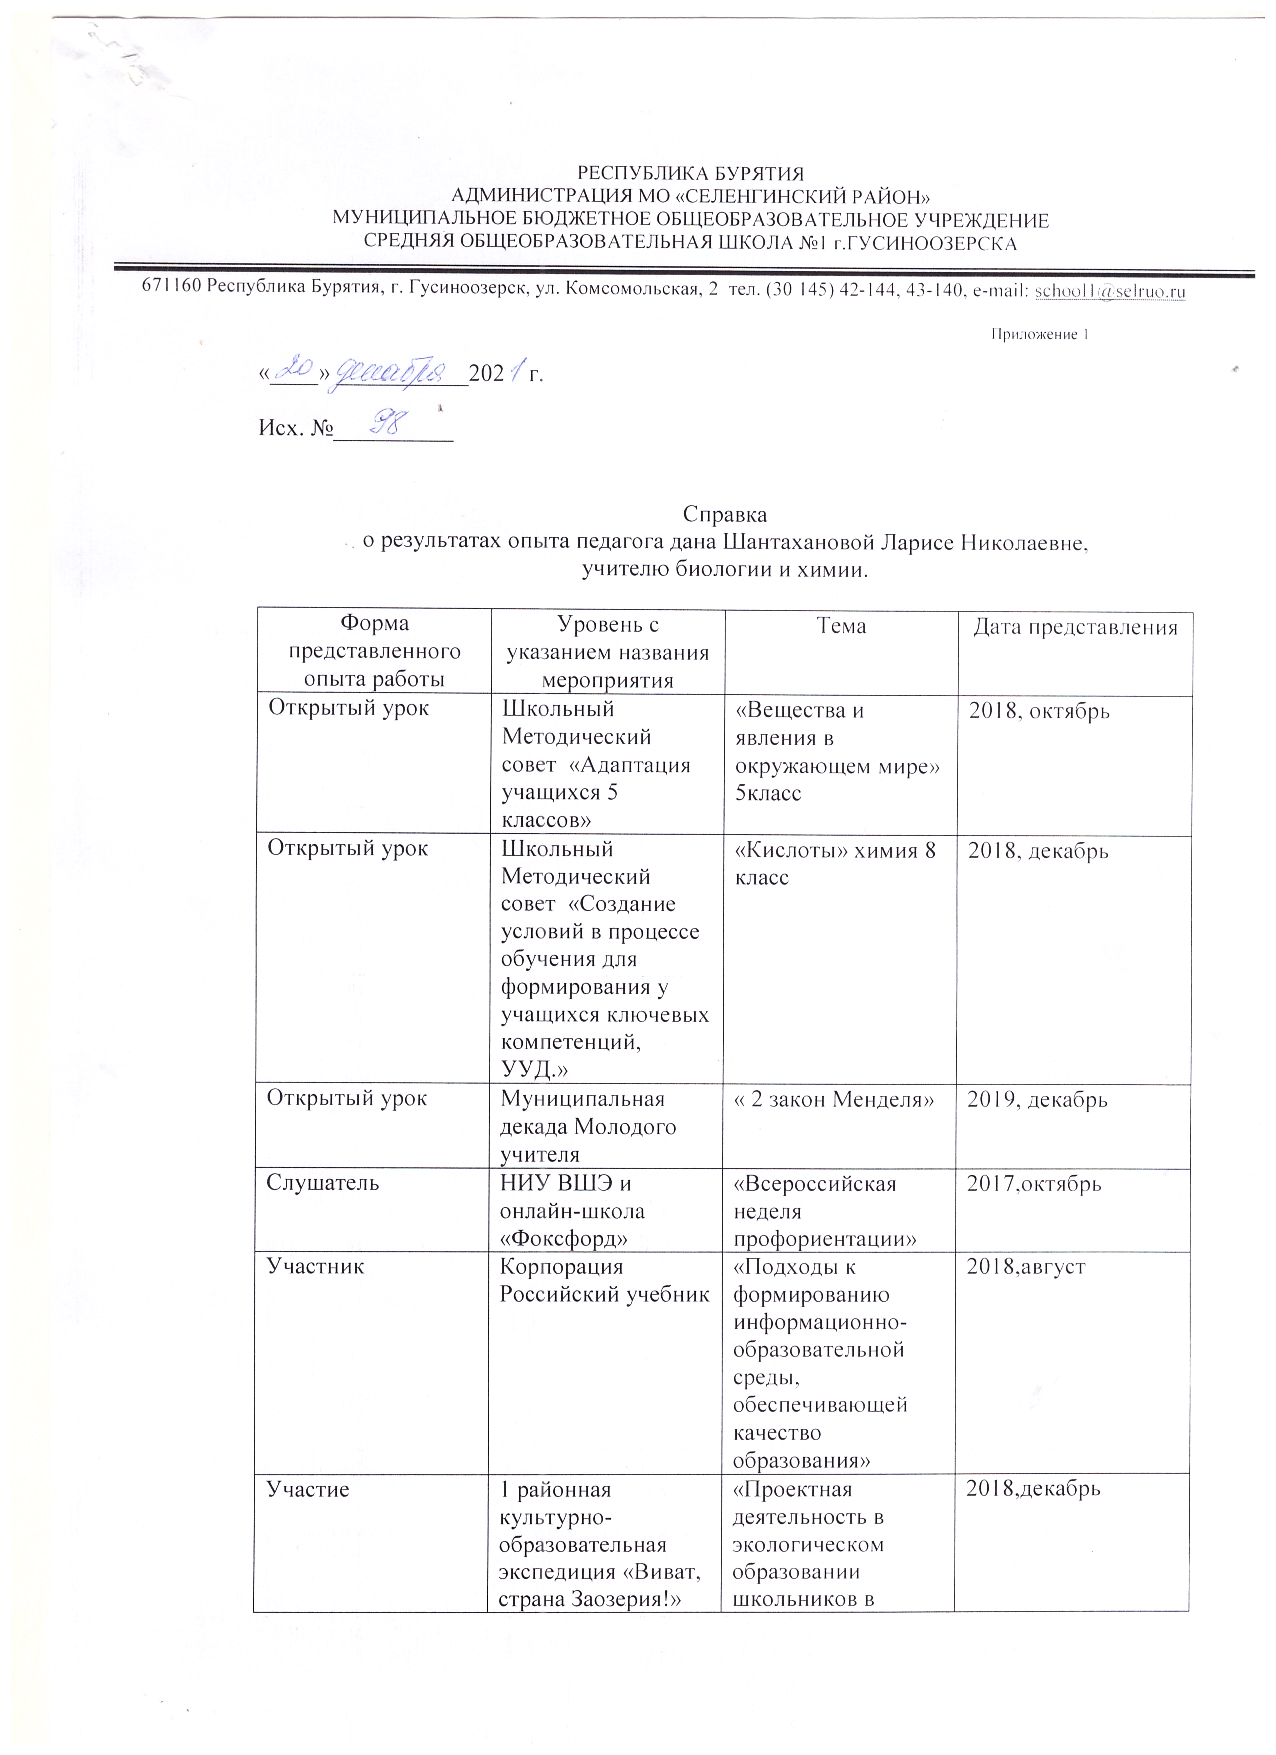 РЕСПУБЛИКА БУРЯТИЯ
АДМИНИСТРАЦИЯ МО «СЕЛЕНГИНСКИЙ РАЙОН»
МУНИЦИПАЛЬНОЕ БЮДЖЕТНОЕ ОБЩЕОБРАЗОВАТЕЛЬНОЕ УЧРЕЖДЕНИЕ
СРЕДНЯЯ ОБЩЕОБРАЗОВАТЕЛЬНАЯ ШКОЛА №1 г.ГУСИНООЗЕРСКА
671160 Республика Бурятия, г. Гусиноозерск, ул. Комсомольская, 2 тел. (30 145) 42-144, 43-140, e-mail: school1@selruo.ru
Приложение 1
«20» декабря 2021 г.
Исх. № 98
Справка
о результатах опыта педагога дана Шантахановой Ларисе Николаевне,
учителю биологии и химии.
Форма
представленного
опыта работы
Уровень с
указанием названия
мероприятия
Тема
Дата представления
Открытый урок
Школьный
Методический
совет «Адаптация
учащихся 5
классов»
«Вещества и
явления в
окружающем мире»
5класс
2018, октябрь
Открытый урок
Школьный
Методический
совет «Создание
условий в процессе
обучения для
формирования у
учащихся ключевых
компетенций,
УУД.»
«Кислоты» химия 8
класс
2018, декабрь
Открытый урок
Муниципальная
декада Молодого
учителя
« 2 закон Менделя»
2019, декабрь
Слушатель
НИУ ВШЭ и
онлайн-школа
«Фоксфорд»
«Всероссийская
неделя
профориентации»
2017,октябрь
Участник
Корпорация
Российский учебник
«Подходы к
формированию
информационно-
образовательной
среды,
обеспечивающей
качество
образования»
2018,август
Участие
1 районная
культурно-
образовательная
экспедиция «Виват,
страна Заозерия!»
«Проектная
деятельность в
экологическом
образовании
школьников в
2018,декабрь